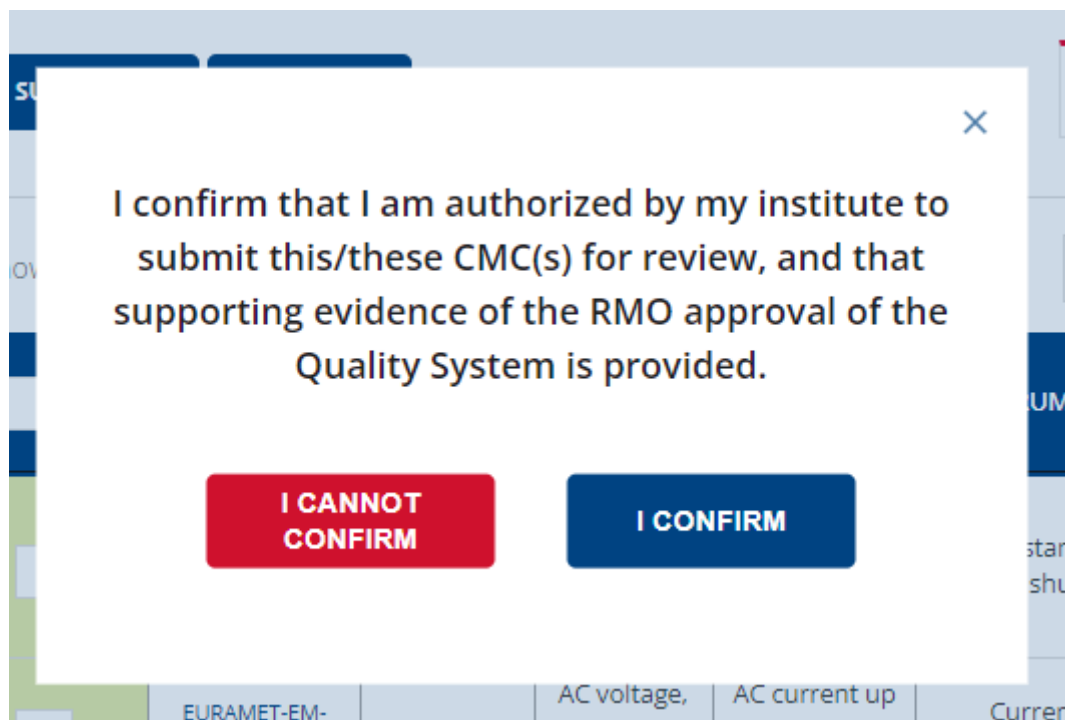 SU
I confirm that I am authorized by my institute to
submit this/these CMC(s) for review, and that
supporting evidence of the RMO approval of the
Quality System is provided.
I CANNOT
CONFIRM
I CONFIRM
AC voltage,
AC current up
EURAMET-EM-